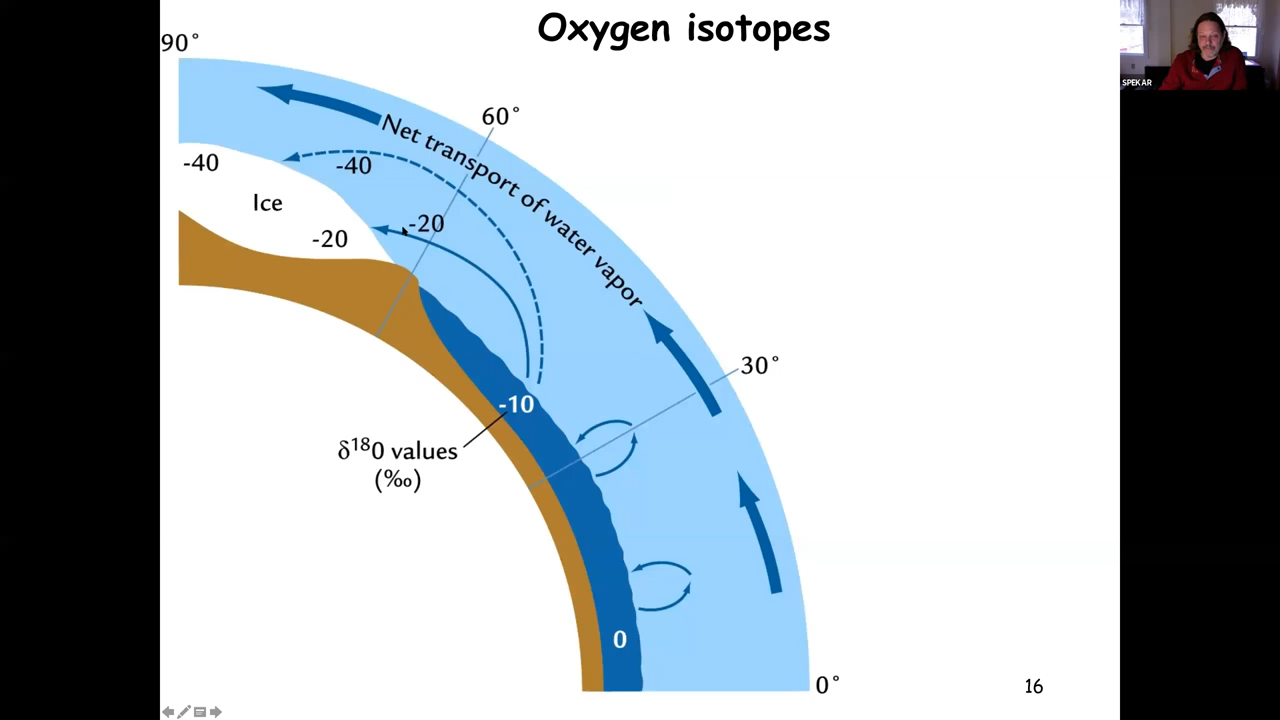 Oxygen isotopes
90°
60°
Net transport of water vapor
-40
-40
Ice
-20
-20
30°
-10
δ¹⁸0 values
(‰)
0
0°
16
SPEKAR